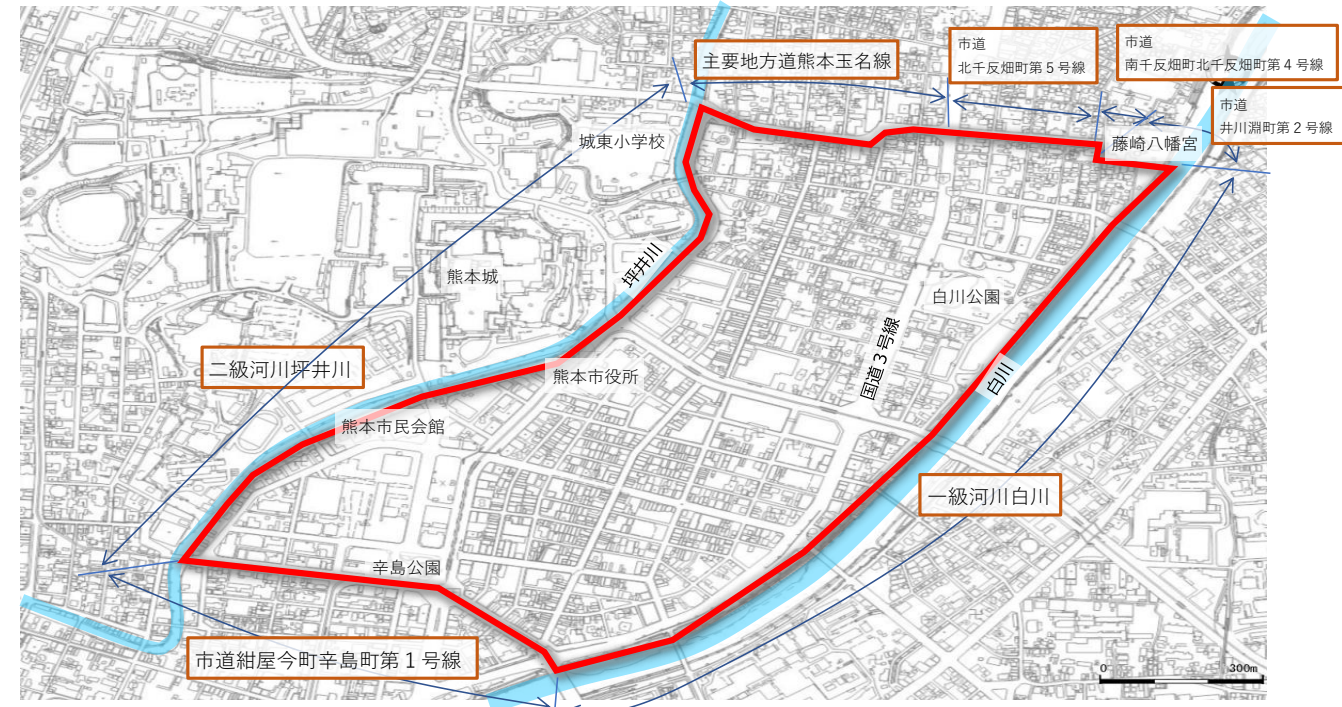 主要地方道熊本玉名線
市道
北千反畑町第5号線
市道
南千反畑町北千反畑町第4号線
市道
井川淵町第2号線
城東小学校
藤崎八幡宮
坪井川
熊本城
白川公園
国道3号線
二級河川坪井川
熊本市役所
白川
熊本市民会館
一級河川白川
辛島公園
市道紺屋今町辛島町第1号線
0
300m